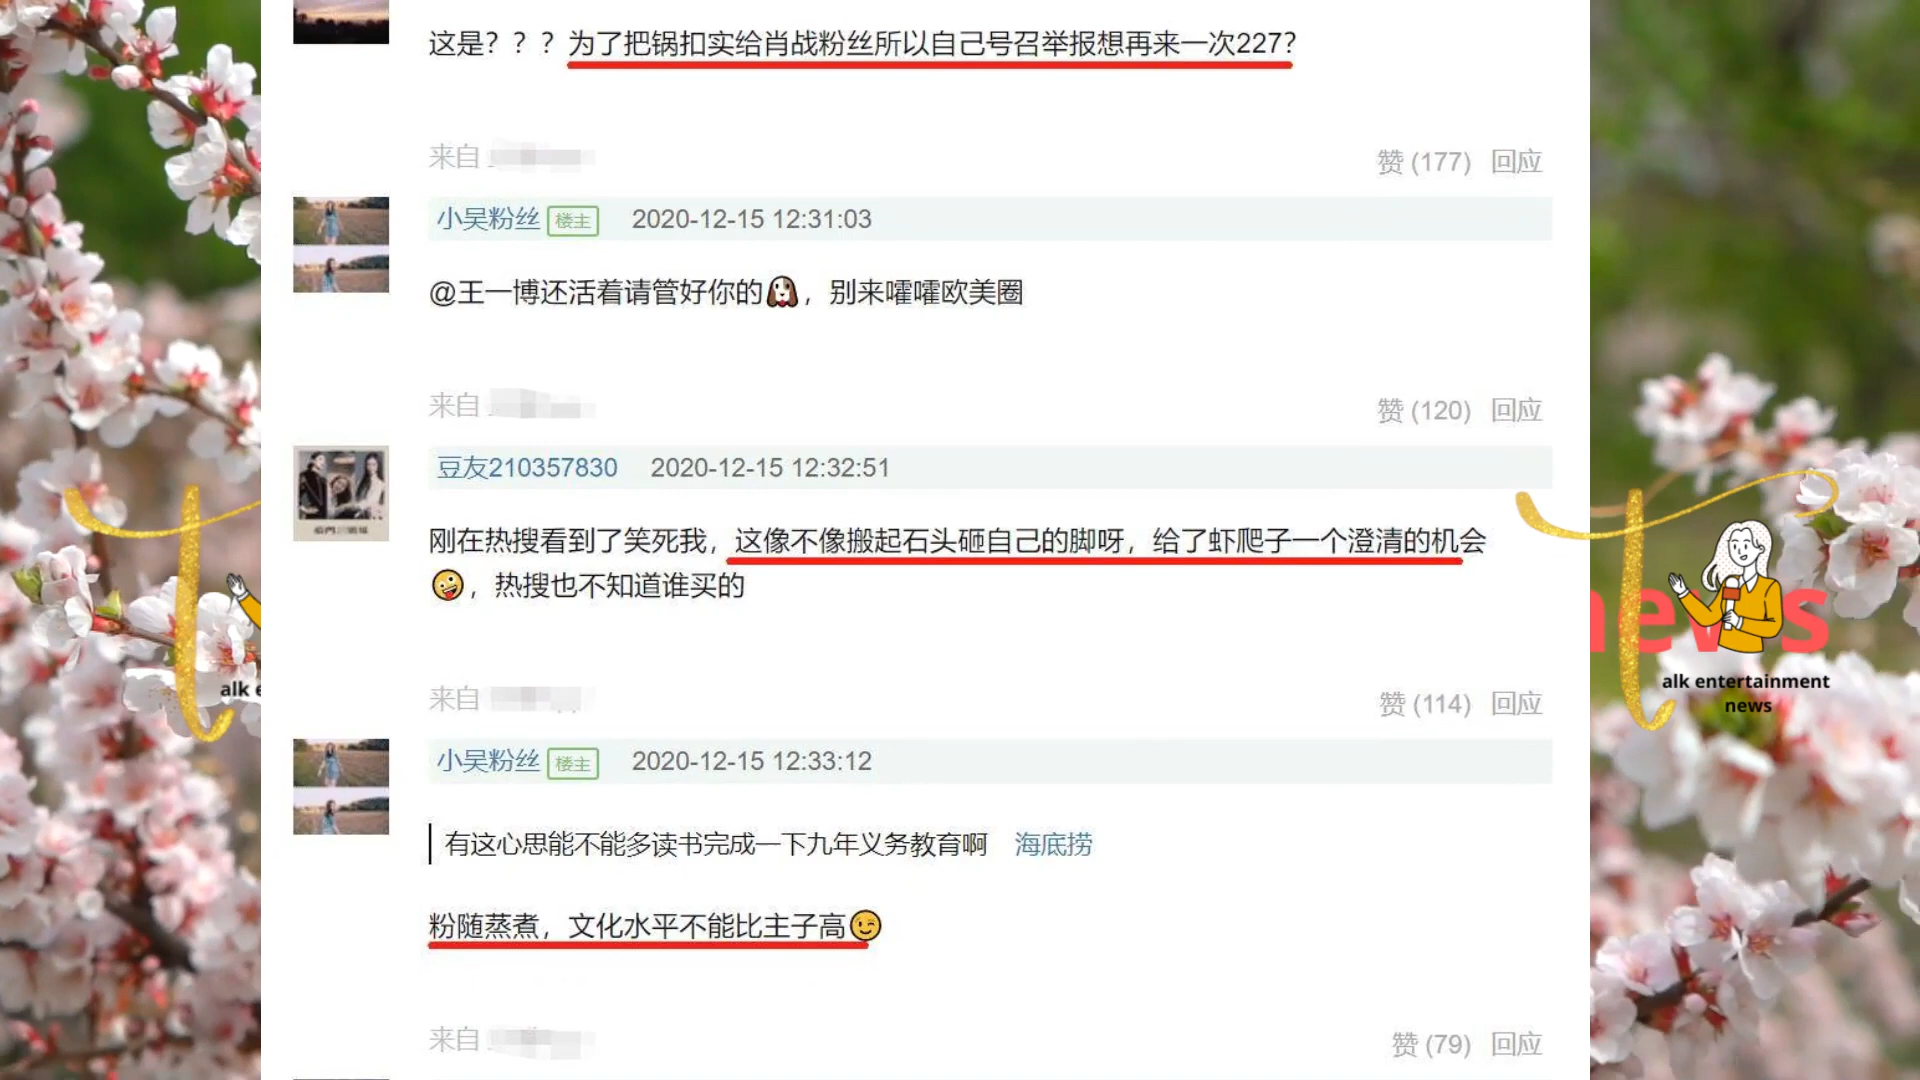 这是？？？为了把锅扣实给肖战粉丝所以自己号召举报想再来一次227?
来自
赞 (177) 回应
小吴粉丝 楼主 2020-12-15 12:31:03
@王一博还活着请管好你的🐶，别来嚯嚯欧美圈
来自
赞 (120) 回应
豆友210357830 2020-12-15 12:32:51
刚在热搜看到了笑死我，这像不像搬起石头砸自己的脚呀，给了虾爬子一个澄清的机会
🤪，热搜也不知道谁买的
来自
赞 (114) 回应
小吴粉丝 楼主 2020-12-15 12:33:12
有这心思能不能多读书完成一下九年义务教育啊 海底捞
粉随蒸煮，文化水平不能比主子高😉
来自
赞 (79) 回应
T
alk e
T
news
alk entertainment
news